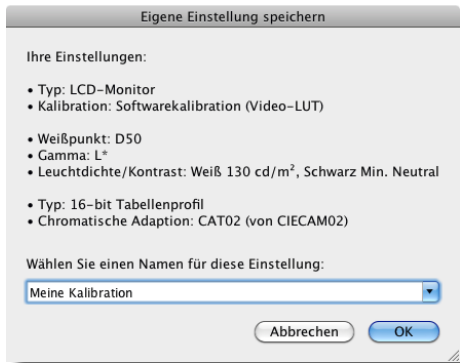 Eigene Einstellung speichern
Ihre Einstellungen:
• Typ: LCD-Monitor
• Kalibration: Softwarekalibration (Video-LUT)
• Weißpunkt: D50
• Gamma: L*
• Leuchtdichte/Kontrast: Weiß 130 cd/m², Schwarz Min. Neutral
• Typ: 16-bit Tabellenprofil
• Chromatische Adaption: CAT02 (von CIECAM02)
Wählen Sie einen Namen für diese Einstellung:
Meine Kalibration
Abbrechen OK